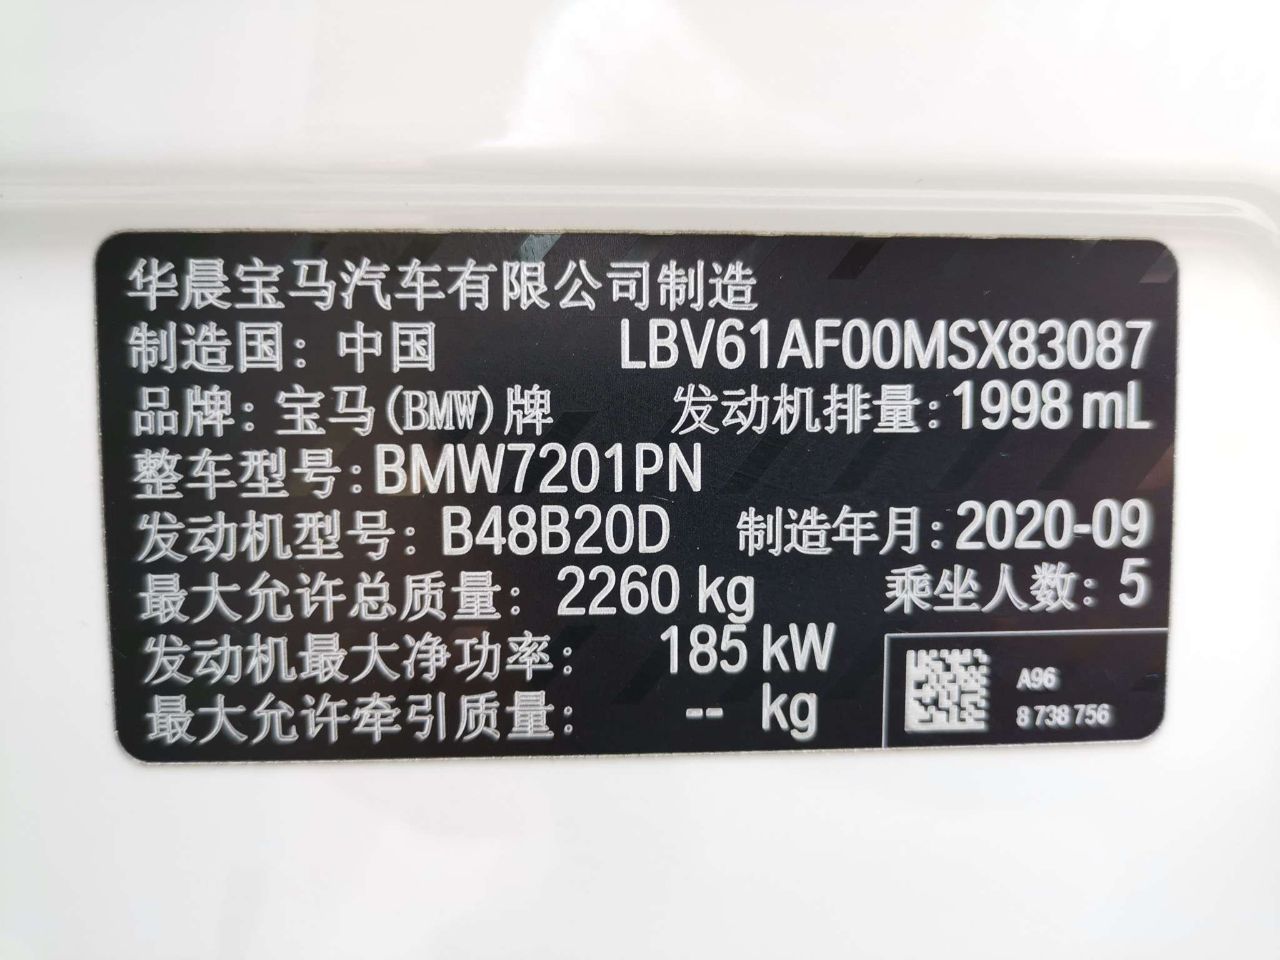 华晨宝马汽车有限公司制造
制造国：中国 LBV61AF00MSX83087
品牌：宝马(BMW)牌 发动机排量：1998 mL
整车型号：BMW7201PN
发动机型号：B48B20D 制造年月：2020-09
最大允许总质量：2260 kg 乘坐人数：5
发动机最大净功率：185 kW
最大允许牵引质量：-- kg
A96
8 738 756